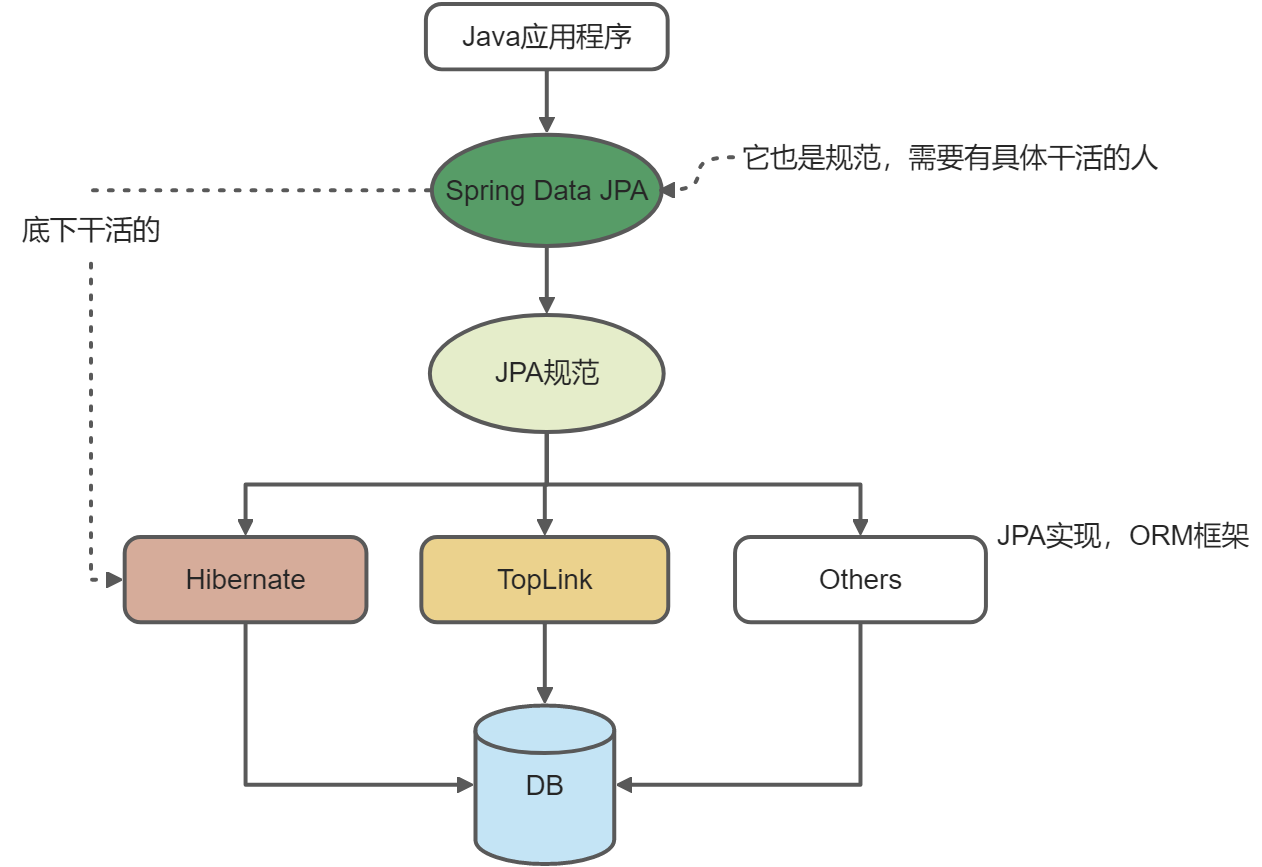 Java应用程序
它也是规范，需要有具体干活的人
Spring Data JPA
底下干活的
JPA规范
JPA实现，ORM框架
Hibernate
TopLink
Others
DB